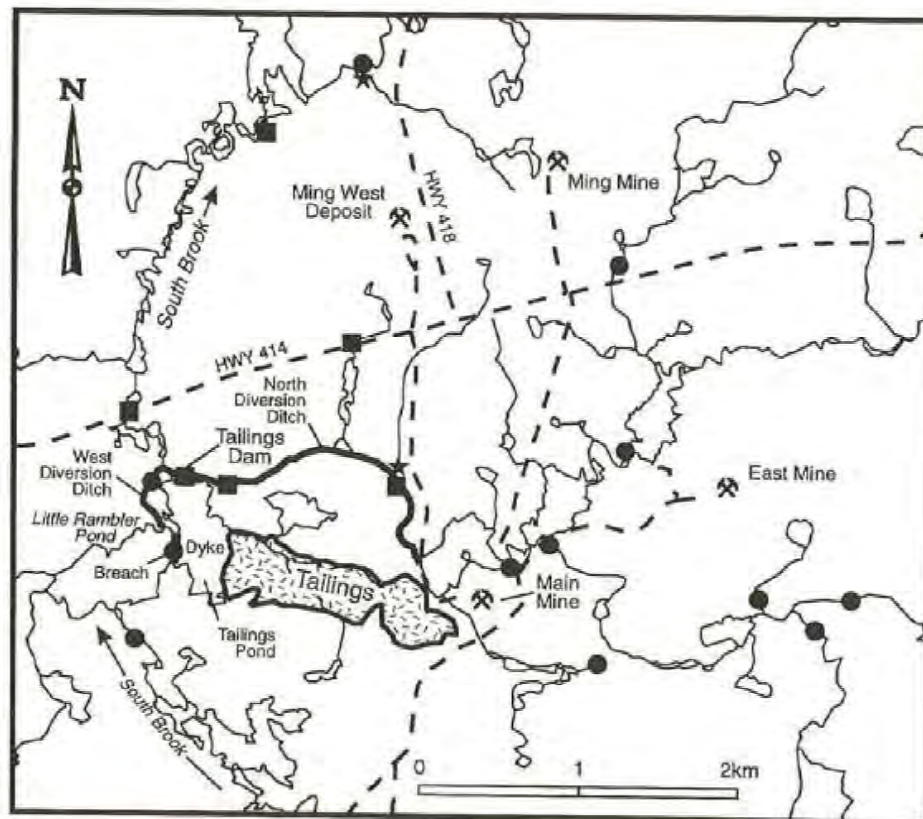 N
Ming West
Deposit
Ming Mine
HWY 418
South Brook
HWY 414
North
Diversion
Ditch
Tailings
Dam
West
Diversion
Ditch
East Mine
Little Rambler
Pond
Dyke
Breach
Tailings
Main
Mine
Tailings
Pond
South Brook
0 1 2km